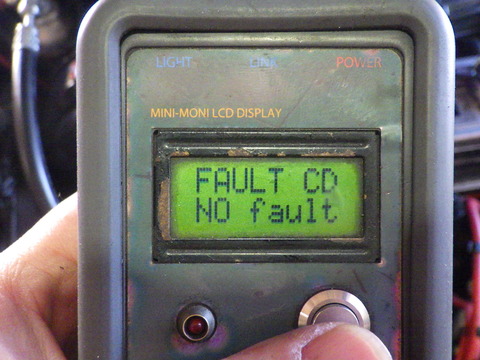 LIGHT LINK POWER
MINI-MONI LCD DISPLAY
FAULT CD
NO fault